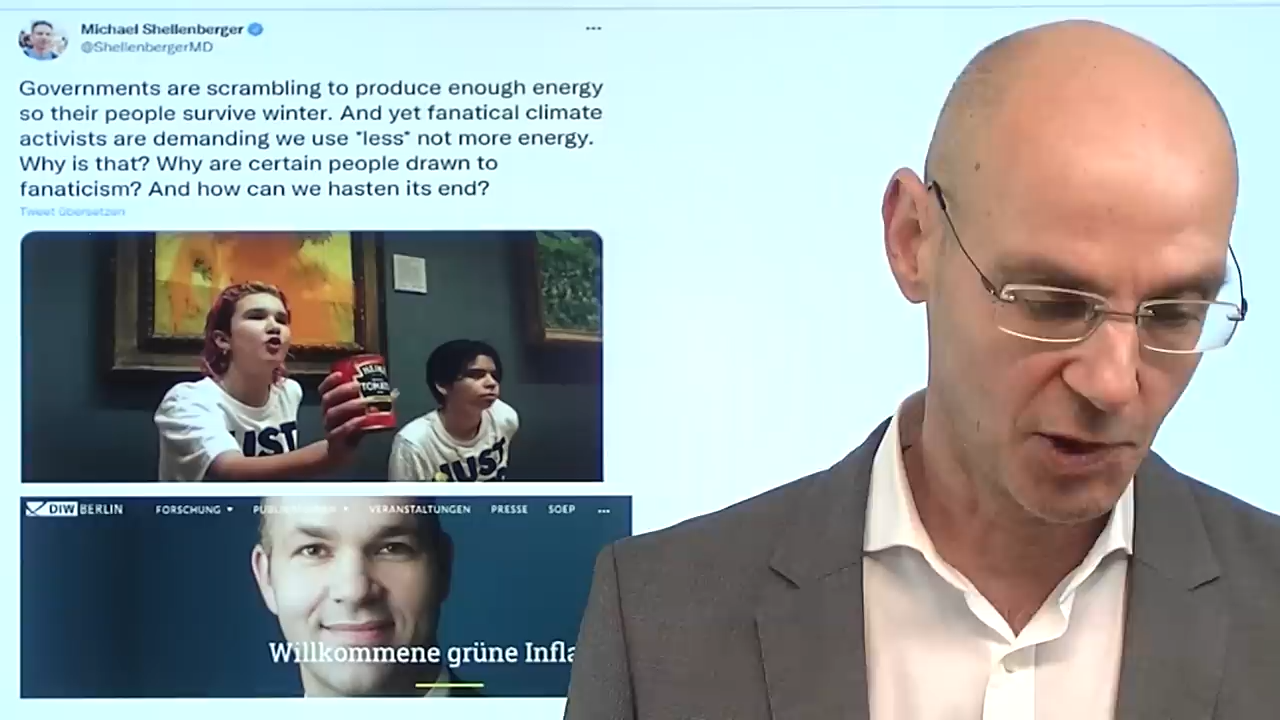 Michael Shellenberger
@ShellenbergerMD
Governments are scrambling to produce enough energy
so their people survive winter. And yet fanatical climate
activists are demanding we use *less* not more energy.
Why is that? Why are certain people drawn to
fanaticism? And how can we hasten its end?
Tweet übersetzen
HEINZ
TOMATO
JUST
JUST
DIW BERLIN
FORSCHUNG
VERANSTALTUNGEN
PRESSE
SOEP
Willkommene grüne Infla